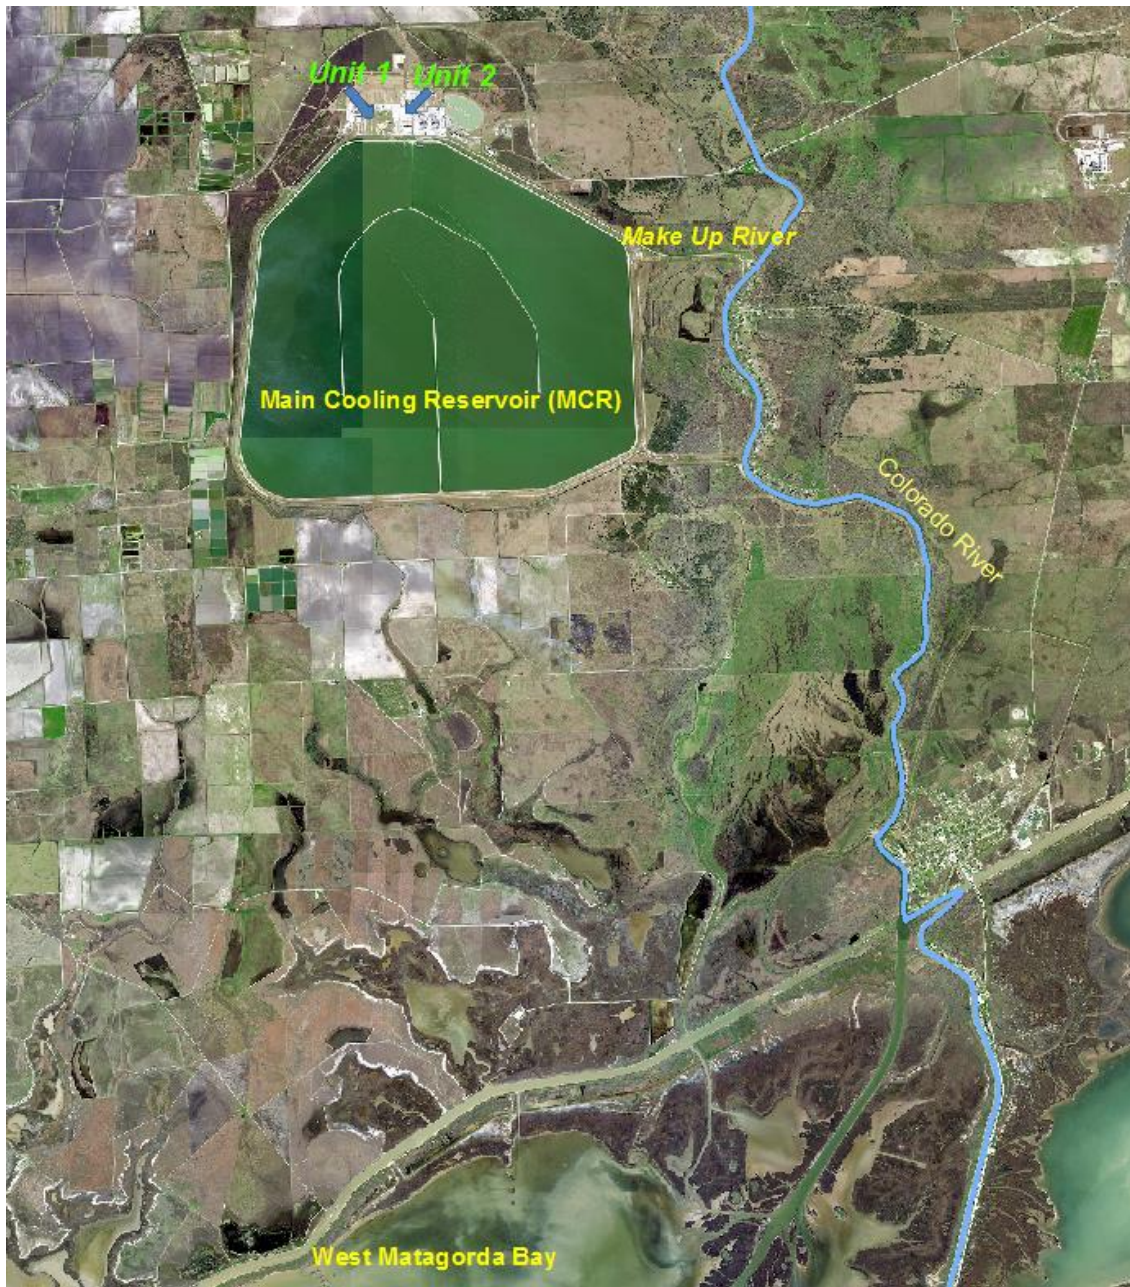 Unit 1
Unit 2
Make Up River
Main Cooling Reservoir (MCR)
Colorado River
West Matagorda Bay